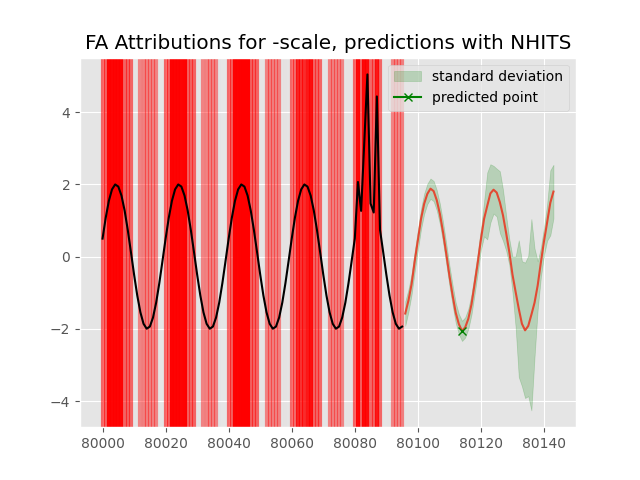 FA Attributions for -scale, predictions with NHITS
standard deviation
predicted point
4
2
0
−2
−4
80000 80020 80040 80060 80080 80100 80120 80140